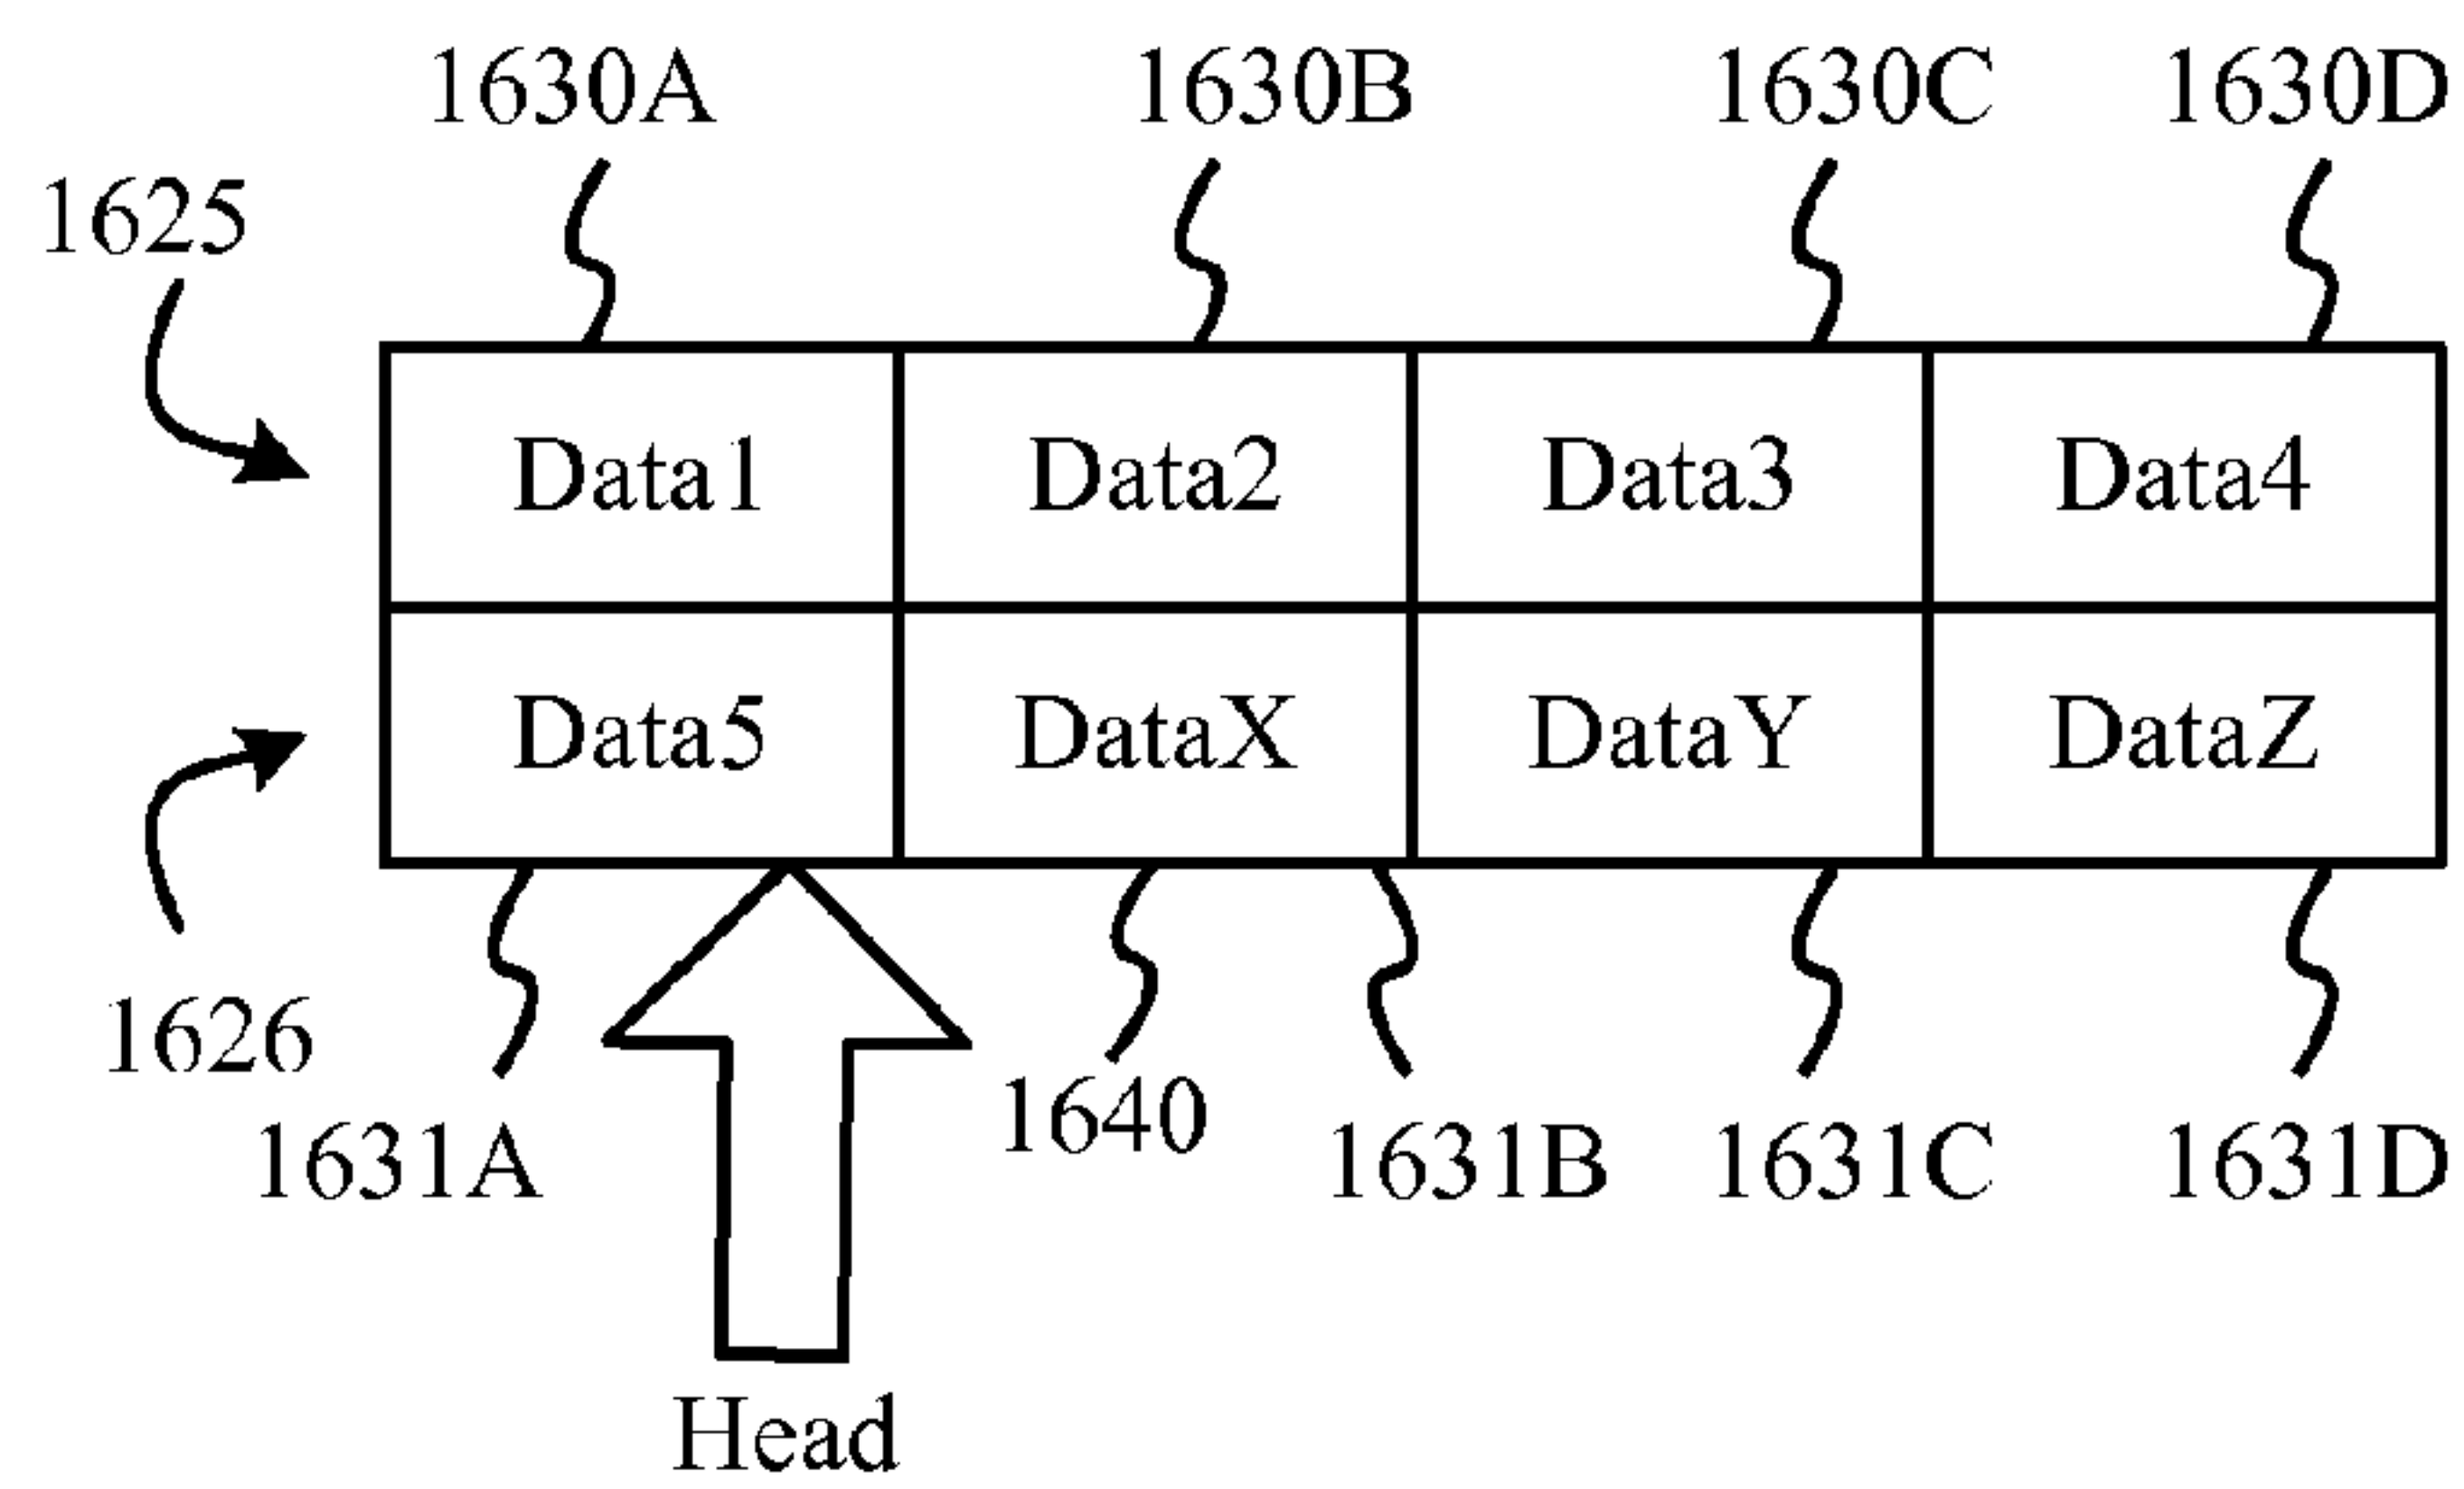 1630A 1630B 1630C 1630D
1625
Data1 Data2 Data3 Data4
Data5 DataX DataY DataZ
1626
1640
1631A 1631B 1631C 1631D
Head